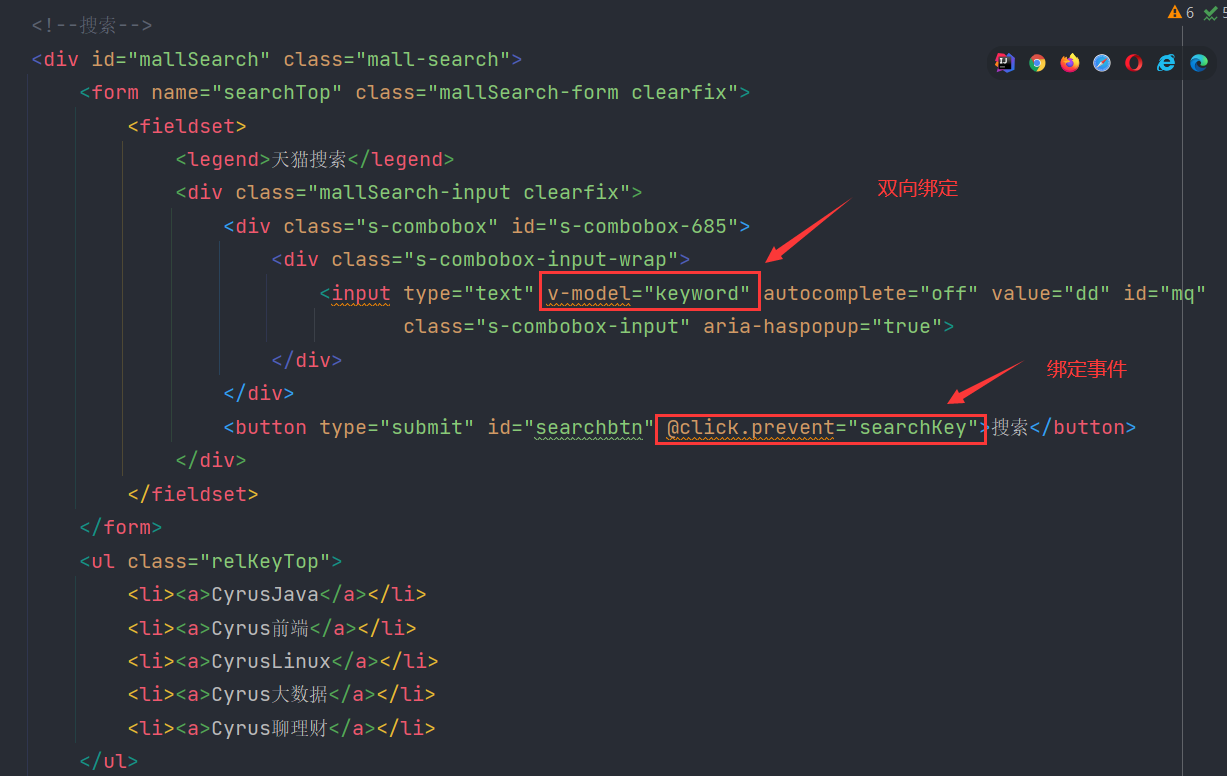 6 5
<!--搜索-->
<div id="mallSearch" class="mall-search">
<form name="searchTop" class="mallSearch-form clearfix">
<fieldset>
<legend>天猫搜索</legend>
双向绑定
<div class="mallSearch-input clearfix">
<div class="s-combobox" id="s-combobox-685">
<div class="s-combobox-input-wrap">
<input type="text" v-model="keyword" autocomplete="off" value="dd" id="mq"
class="s-combobox-input" aria-haspopup="true">
</div>
绑定事件
</div>
<button type="submit" id="searchbtn" @click.prevent="searchKey">搜索</button>
</div>
</fieldset>
</form>
<ul class="relKeyTop">
<li><a>CyrusJava</a></li>
<li><a>Cyrus前端</a></li>
<li><a>CyrusLinux</a></li>
<li><a>Cyrus大数据</a></li>
<li><a>Cyrus聊理财</a></li>
</ul>